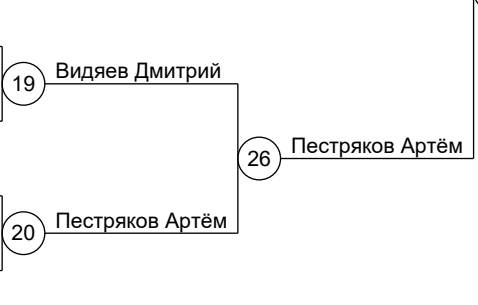 19 Видяев Дмитрий
26 Пестряков Артём
20 Пестряков Артём